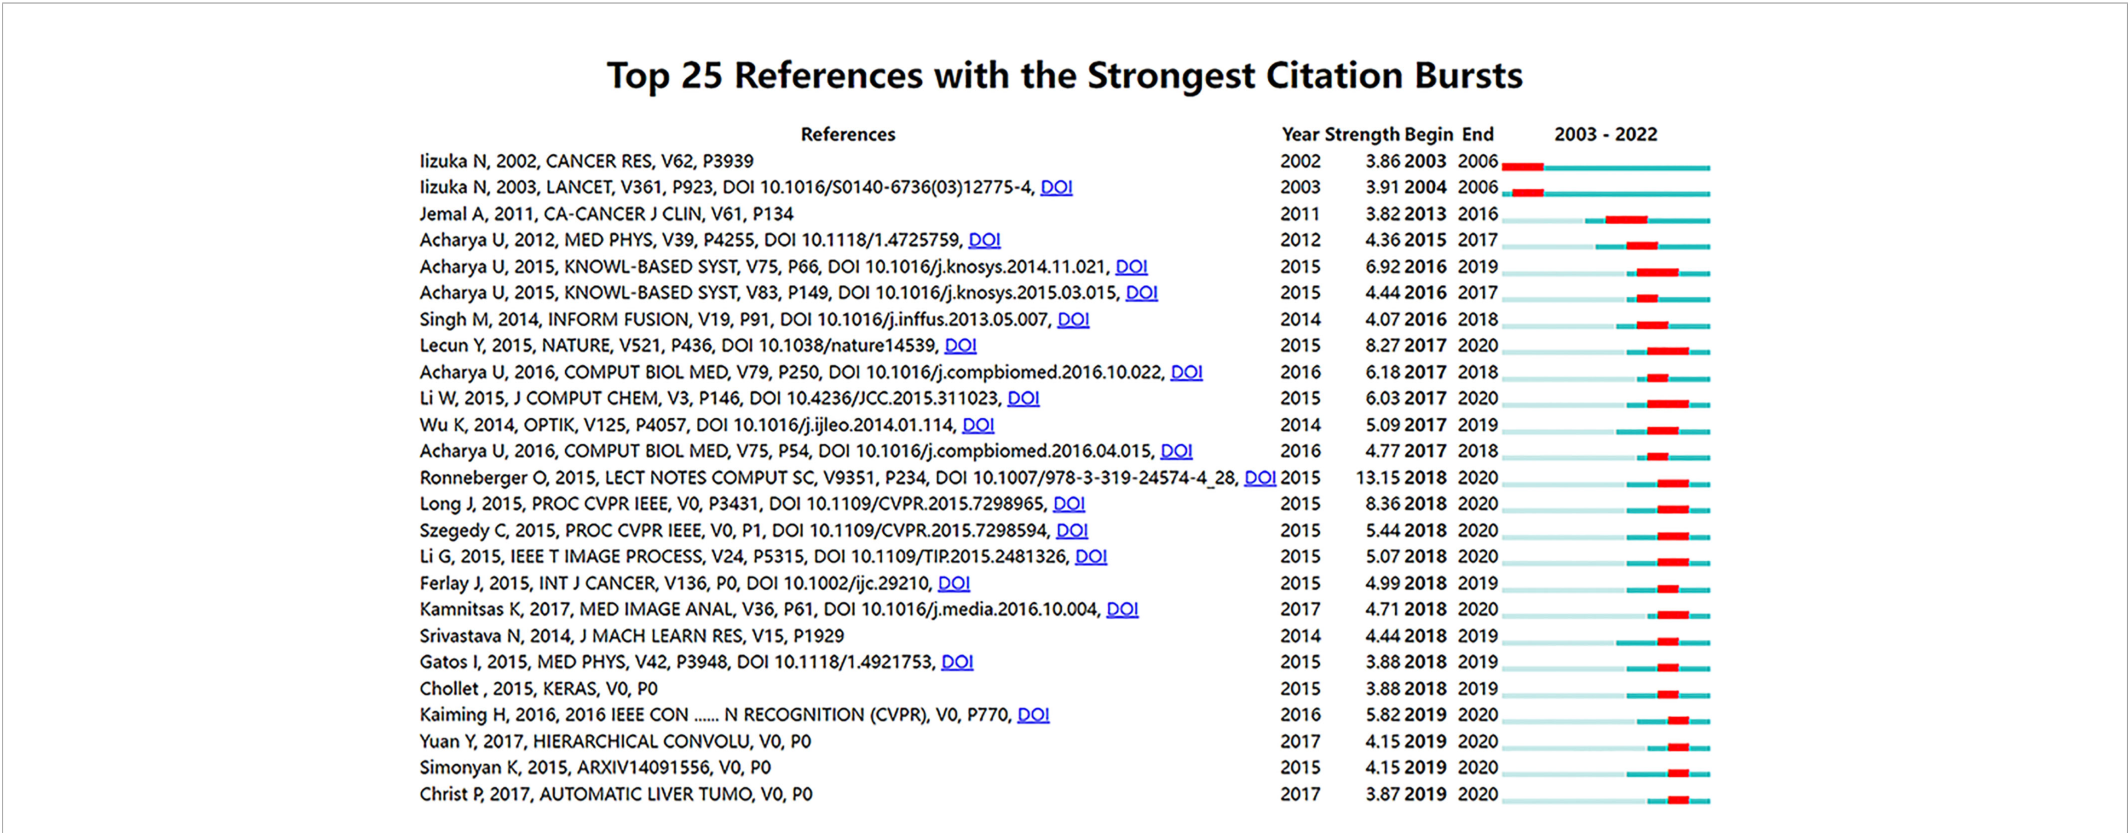 Top 25 References with the Strongest Citation Bursts
References Year Strength Begin End 2003 - 2022
Iizuka N, 2002, CANCER RES, V62, P3939 2002 3.86 2003 2006
Iizuka N, 2003, LANCET, V361, P923, DOI 10.1016/S0140-6736(03)12775-4, DOI 2003 3.91 2004 2006
Jemal A, 2011, CA-CANCER J CLIN, V61, P134 2011 3.82 2013 2016
Acharya U, 2012, MED PHYS, V39, P4255, DOI 10.1118/1.4725759, DOI 2012 4.36 2015 2017
Acharya U, 2015, KNOWL-BASED SYST, V75, P66, DOI 10.1016/j.knosys.2014.11.021, DOI 2015 6.92 2016 2019
Acharya U, 2015, KNOWL-BASED SYST, V83, P149, DOI 10.1016/j.knosys.2015.03.015, DOI 2015 4.44 2016 2017
Singh M, 2014, INFORM FUSION, V19, P91, DOI 10.1016/j.inffus.2013.05.007, DOI 2014 4.07 2016 2018
Lecun Y, 2015, NATURE, V521, P436, DOI 10.1038/nature14539, DOI 2015 8.27 2017 2020
Acharya U, 2016, COMPUT BIOL MED, V79, P250, DOI 10.1016/j.compbiomed.2016.10.022, DOI 2016 6.18 2017 2018
Li W, 2015, J COMPUT CHEM, V3, P146, DOI 10.4236/JCC.2015.311023, DOI 2015 6.03 2017 2020
Wu K, 2014, OPTIK, V125, P4057, DOI 10.1016/j.ijleo.2014.01.114, DOI 2014 5.09 2017 2019
Acharya U, 2016, COMPUT BIOL MED, V75, P54, DOI 10.1016/j.compbiomed.2016.04.015, DOI 2016 4.77 2017 2018
Ronneberger O, 2015, LECT NOTES COMPUT SC, V9351, P234, DOI 10.1007/978-3-319-24574-4_28, DOI 2015 13.15 2018 2020
Long J, 2015, PROC CVPR IEEE, V0, P3431, DOI 10.1109/CVPR.2015.7298965, DOI 2015 8.36 2018 2020
Szegedy C, 2015, PROC CVPR IEEE, V0, P1, DOI 10.1109/CVPR.2015.7298594, DOI 2015 5.44 2018 2020
Li G, 2015, IEEE T IMAGE PROCESS, V24, P5315, DOI 10.1109/TIP.2015.2481326, DOI 2015 5.07 2018 2020
Ferlay J, 2015, INT J CANCER, V136, P0, DOI 10.1002/ijc.29210, DOI 2015 4.99 2018 2019
Kamnitsas K, 2017, MED IMAGE ANAL, V36, P61, DOI 10.1016/j.media.2016.10.004, DOI 2017 4.71 2018 2020
Srivastava N, 2014, J MACH LEARN RES, V15, P1929 2014 4.44 2018 2019
Gatos I, 2015, MED PHYS, V42, P3948, DOI 10.1118/1.4921753, DOI 2015 3.88 2018 2019
Chollet , 2015, KERAS, V0, P0 2015 3.88 2018 2019
Kaiming H, 2016, 2016 IEEE CON ...... N RECOGNITION (CVPR), V0, P770, DOI 2016 5.82 2019 2020
Yuan Y, 2017, HIERARCHICAL CONVOLU, V0, P0 2017 4.15 2019 2020
Simonyan K, 2015, ARXIV14091556, V0, P0 2015 4.15 2019 2020
Christ P, 2017, AUTOMATIC LIVER TUMO, V0, P0 2017 3.87 2019 2020